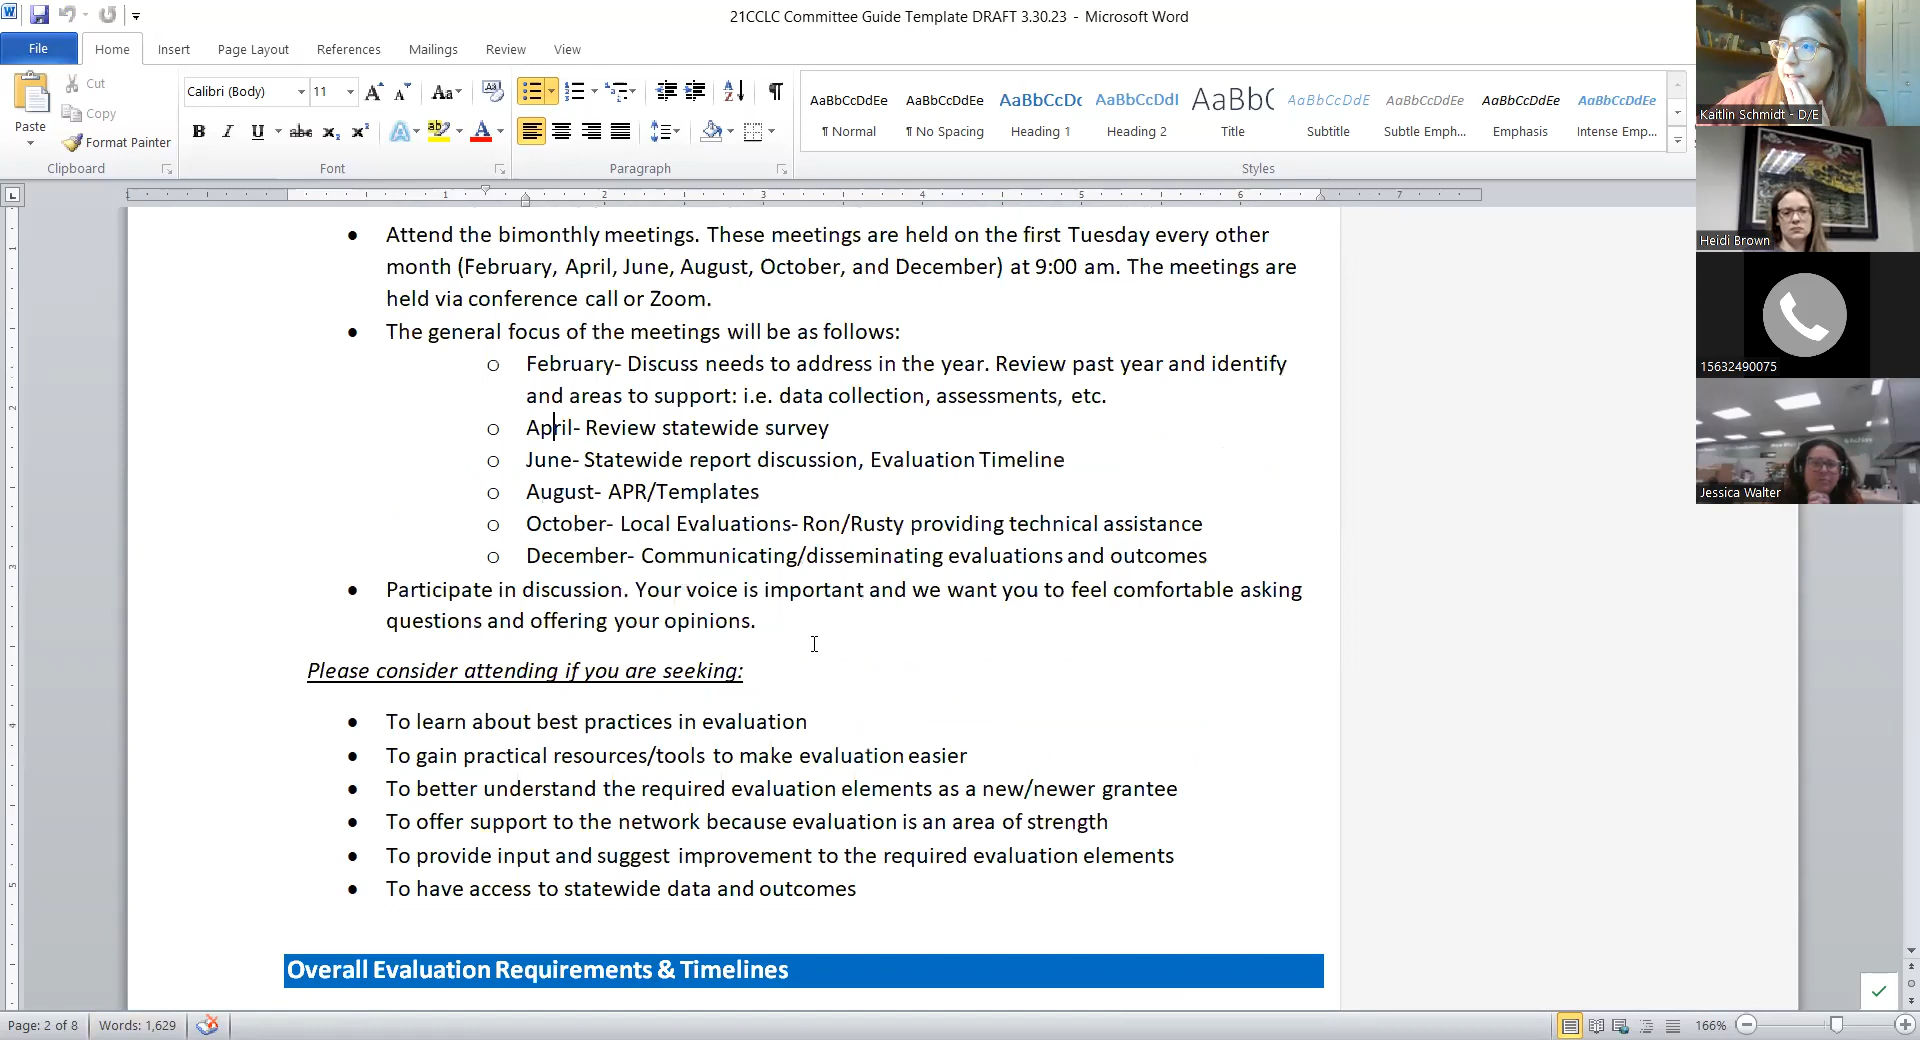 21CCLC Committee Guide Template DRAFT 3.30.23 - Microsoft Word
File Home Insert Page Layout References Mailings Review View
Paste
Cut
Copy
Format Painter
Clipboard
Calibri (Body) 11
Font
Paragraph
AaBbCcDdEe AaBbCcDdEe AaBbCcDc AaBbCcDdI AaBbC AaBbCcDdE AaBbCcDdEe AaBbCcDdEe AaBbCcDdEe
¶ Normal ¶ No Spacing Heading 1 Heading 2 Title Subtitle Subtle Emph... Emphasis Intense Emp...
Styles
Kaitlin Schmidt - D/E
Heidi Brown
15632490075
Jessica Walter
1 2 3 4 5 6 7
• Attend the bimonthly meetings. These meetings are held on the first Tuesday every other
month (February, April, June, August, October, and December) at 9:00 am. The meetings are
held via conference call or Zoom.
• The general focus of the meetings will be as follows:
o February- Discuss needs to address in the year. Review past year and identify
and areas to support: i.e. data collection, assessments, etc.
o April- Review statewide survey
o June- Statewide report discussion, Evaluation Timeline
o August- APR/Templates
o October- Local Evaluations- Ron/Rusty providing technical assistance
o December- Communicating/disseminating evaluations and outcomes
• Participate in discussion. Your voice is important and we want you to feel comfortable asking
questions and offering your opinions.
Please consider attending if you are seeking:
• To learn about best practices in evaluation
• To gain practical resources/tools to make evaluation easier
• To better understand the required evaluation elements as a new/newer grantee
• To offer support to the network because evaluation is an area of strength
• To provide input and suggest improvement to the required evaluation elements
• To have access to statewide data and outcomes
Overall Evaluation Requirements & Timelines
Page: 2 of 8 Words: 1,629 166%